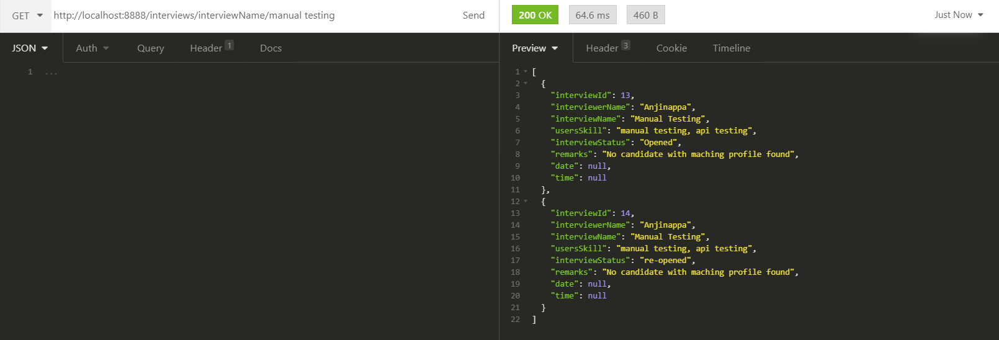 GET http://localhost:8888/interviews/interviewName/manual testing Send
200 OK 64.6 ms 460 B Just Now
JSON Auth Query Header 1 Docs
Preview Header 3 Cookie Timeline
1 ...
1 [
2 {
3 "interviewId": 13,
4 "interviewerName": "Anjinappa",
5 "interviewName": "Manual Testing",
6 "usersSkill": "manual testing, api testing",
7 "interviewStatus": "Opened",
8 "remarks": "No candidate with maching profile found",
9 "date": null,
10 "time": null
11 },
12 {
13 "interviewId": 14,
14 "interviewerName": "Anjinappa",
15 "interviewName": "Manual Testing",
16 "usersSkill": "manual testing, api testing",
17 "interviewStatus": "re-opened",
18 "remarks": "No candidate with maching profile found",
19 "date": null,
20 "time": null
21 }
22 ]